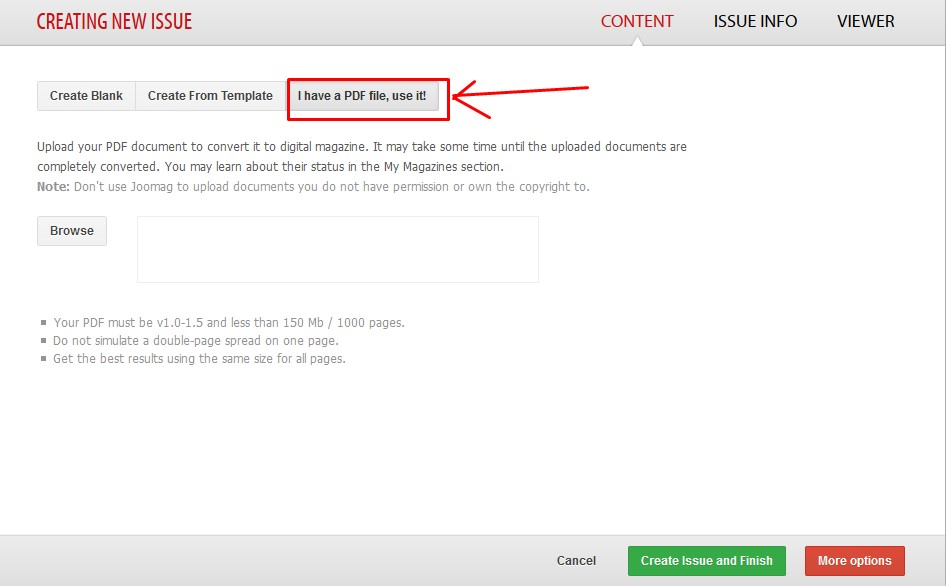 CREATING NEW ISSUE
CONTENT ISSUE INFO VIEWER
Create Blank Create From Template I have a PDF file, use it!
Upload your PDF document to convert it to digital magazine. It may take some time until the uploaded documents are
completely converted. You may learn about their status in the My Magazines section.
Note: Don't use Joomag to upload documents you do not have permission or own the copyright to.
Browse
Your PDF must be v1.0-1.5 and less than 150 Mb / 1000 pages.
Do not simulate a double-page spread on one page.
Get the best results using the same size for all pages.
Cancel Create Issue and Finish More options